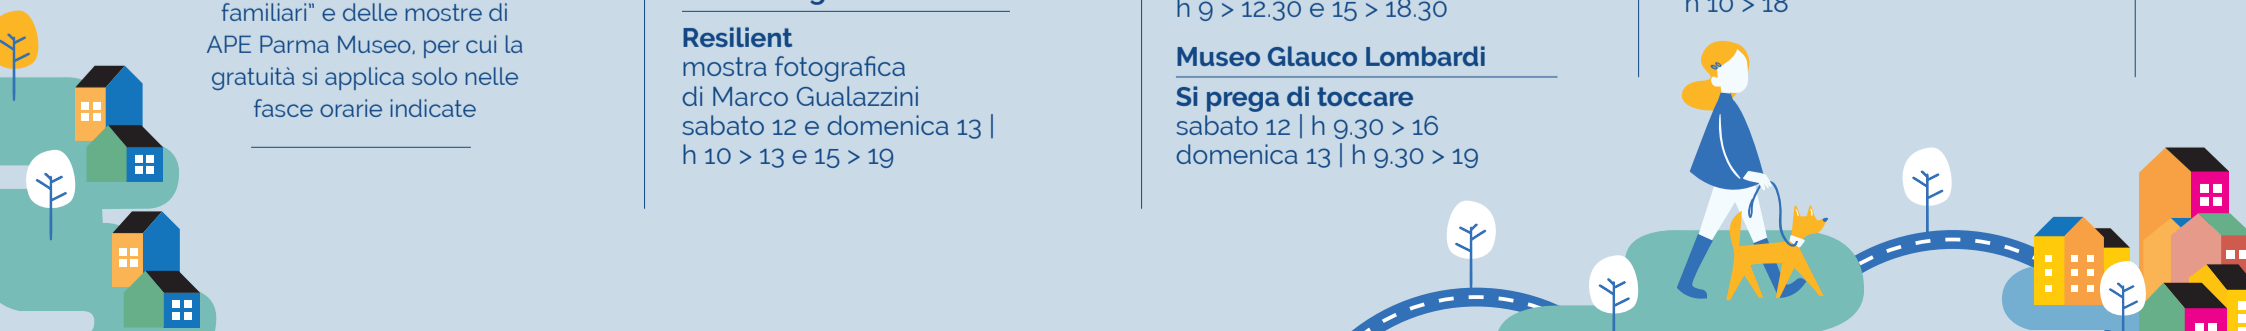 familiari” e delle mostre di
APE Parma Museo, per cui la
gratuità si applica solo nelle
fasce orarie indicate
Resilient
mostra fotografica
di Marco Gualazzini
sabato 12 e domenica 13 |
h 10 > 13 e 15 > 19
h 9 > 12.30 e 15 > 18.30
Museo Glauco Lombardi
Si prega di toccare
sabato 12 | h 9.30 > 16
domenica 13 | h 9.30 > 19
h 10 > 18